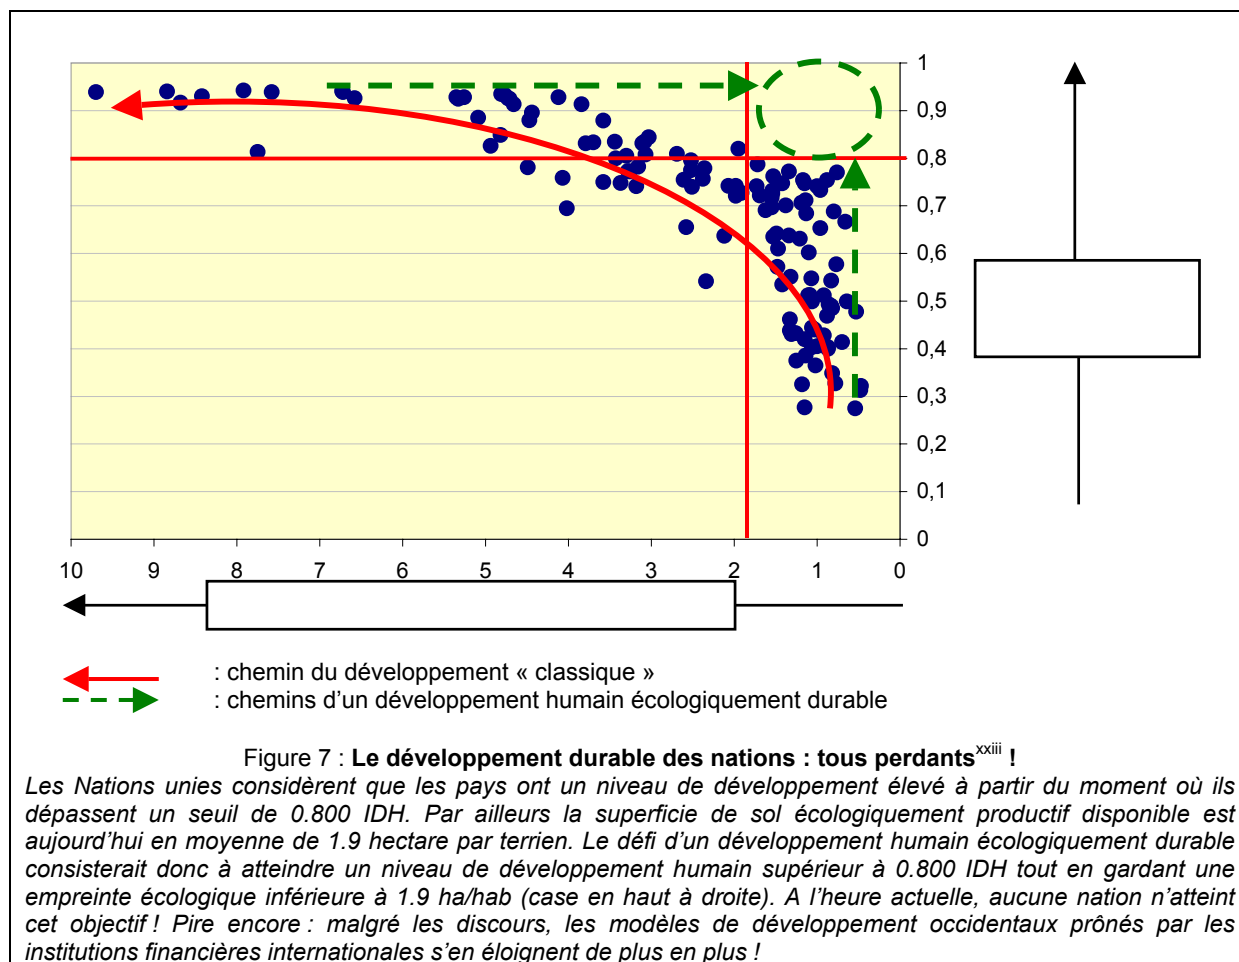 1
0,9
0,8
0,7
0,6
0,5
0,4
0,3
0,2
0,1
0
10 9 8 7 6 5 4 3 2 1 0
: chemin du développement « classique »
: chemins d’un développement humain écologiquement durable
Figure 7 : Le développement durable des nations : tous perdants^xxiii !
Les Nations unies considèrent que les pays ont un niveau de développement élevé à partir du moment où ils
dépassent un seuil de 0.800 IDH. Par ailleurs la superficie de sol écologiquement productif disponible est
aujourd’hui en moyenne de 1.9 hectare par terrien. Le défi d’un développement humain écologiquement durable
consisterait donc à atteindre un niveau de développement humain supérieur à 0.800 IDH tout en gardant une
empreinte écologique inférieure à 1.9 ha/hab (case en haut à droite). A l’heure actuelle, aucune nation n’atteint
cet objectif ! Pire encore : malgré les discours, les modèles de développement occidentaux prônés par les
institutions financières internationales s’en éloignent de plus en plus !